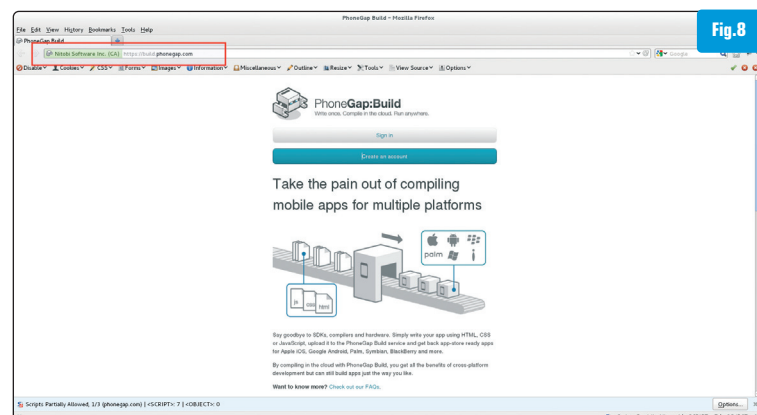 PhoneGap Build - Mozilla Firefox
Fig.8
File Edit View History Bookmarks Tools Help
PhoneGap Build
Nitobi Software Inc. (CA) https://build.phonegap.com
Google
Disable Cookies CSS Forms Images Information Miscellaneous Outline Resize Tools View Source Options
PhoneGap:Build
Write once. Compile in the cloud. Run anywhere.
Sign in
Create an account
Take the pain out of compiling
mobile apps for multiple platforms
palm
js css html
Say goodbye to SDKs, compilers and hardware. Simply write your app using HTML, CSS
or JavaScript, upload it to the PhoneGap Build service and get back app-store ready apps
for Apple iOS, Google Android, Palm, Symbian, BlackBerry and more.
By compiling in the cloud with PhoneGap Build, you get all the benefits of cross-platform
development but can still build apps just the way you like.
Want to know more? Check out our FAQs.
Scripts Partially Allowed, 1/3 (phonegap.com) | <SCRIPT>: 7 | <OBJECT>: 0
Options...